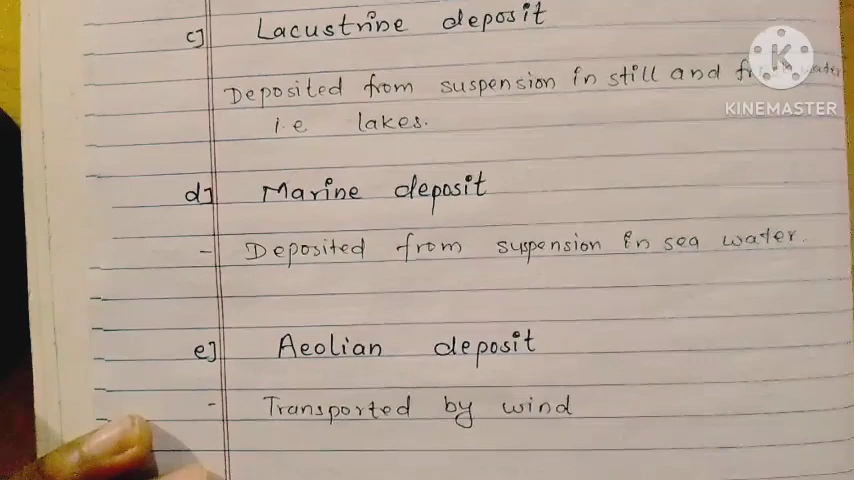 c] Lacustrine deposit
Deposited from suspension in still and water
i.e lakes.
d] Marine deposit
- Deposited from suspension in sea water.
e] Aeolian deposit
- Transported by wind
K
KINEMASTER